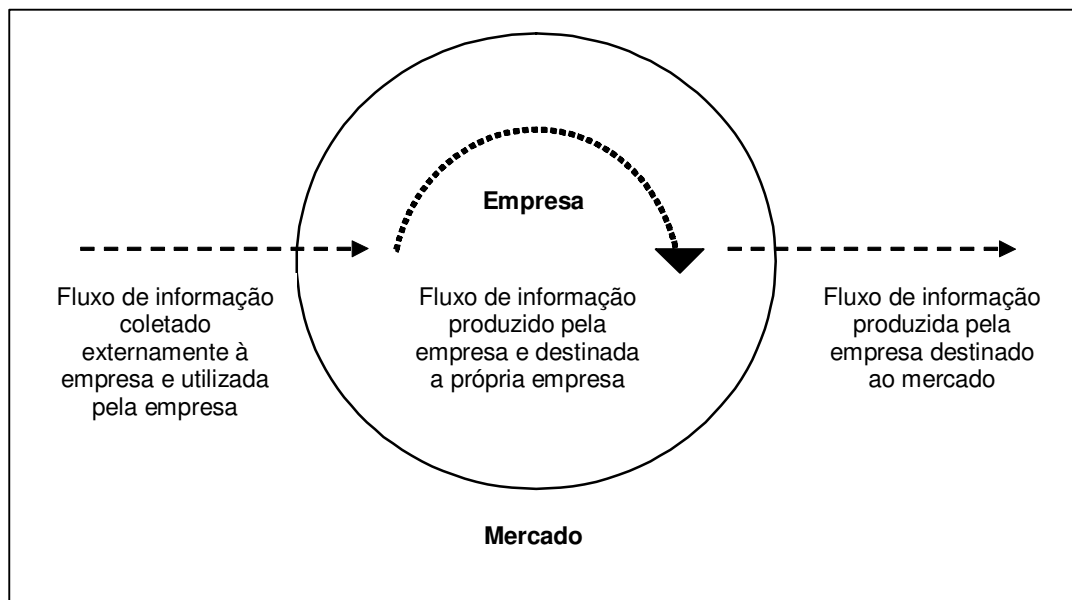 Empresa
Fluxo de informação
coletado
externamente à
empresa e utilizada
pela empresa
Fluxo de informação
produzido pela
empresa e destinada
a própria empresa
Fluxo de informação
produzida pela
empresa destinado
ao mercado
Mercado